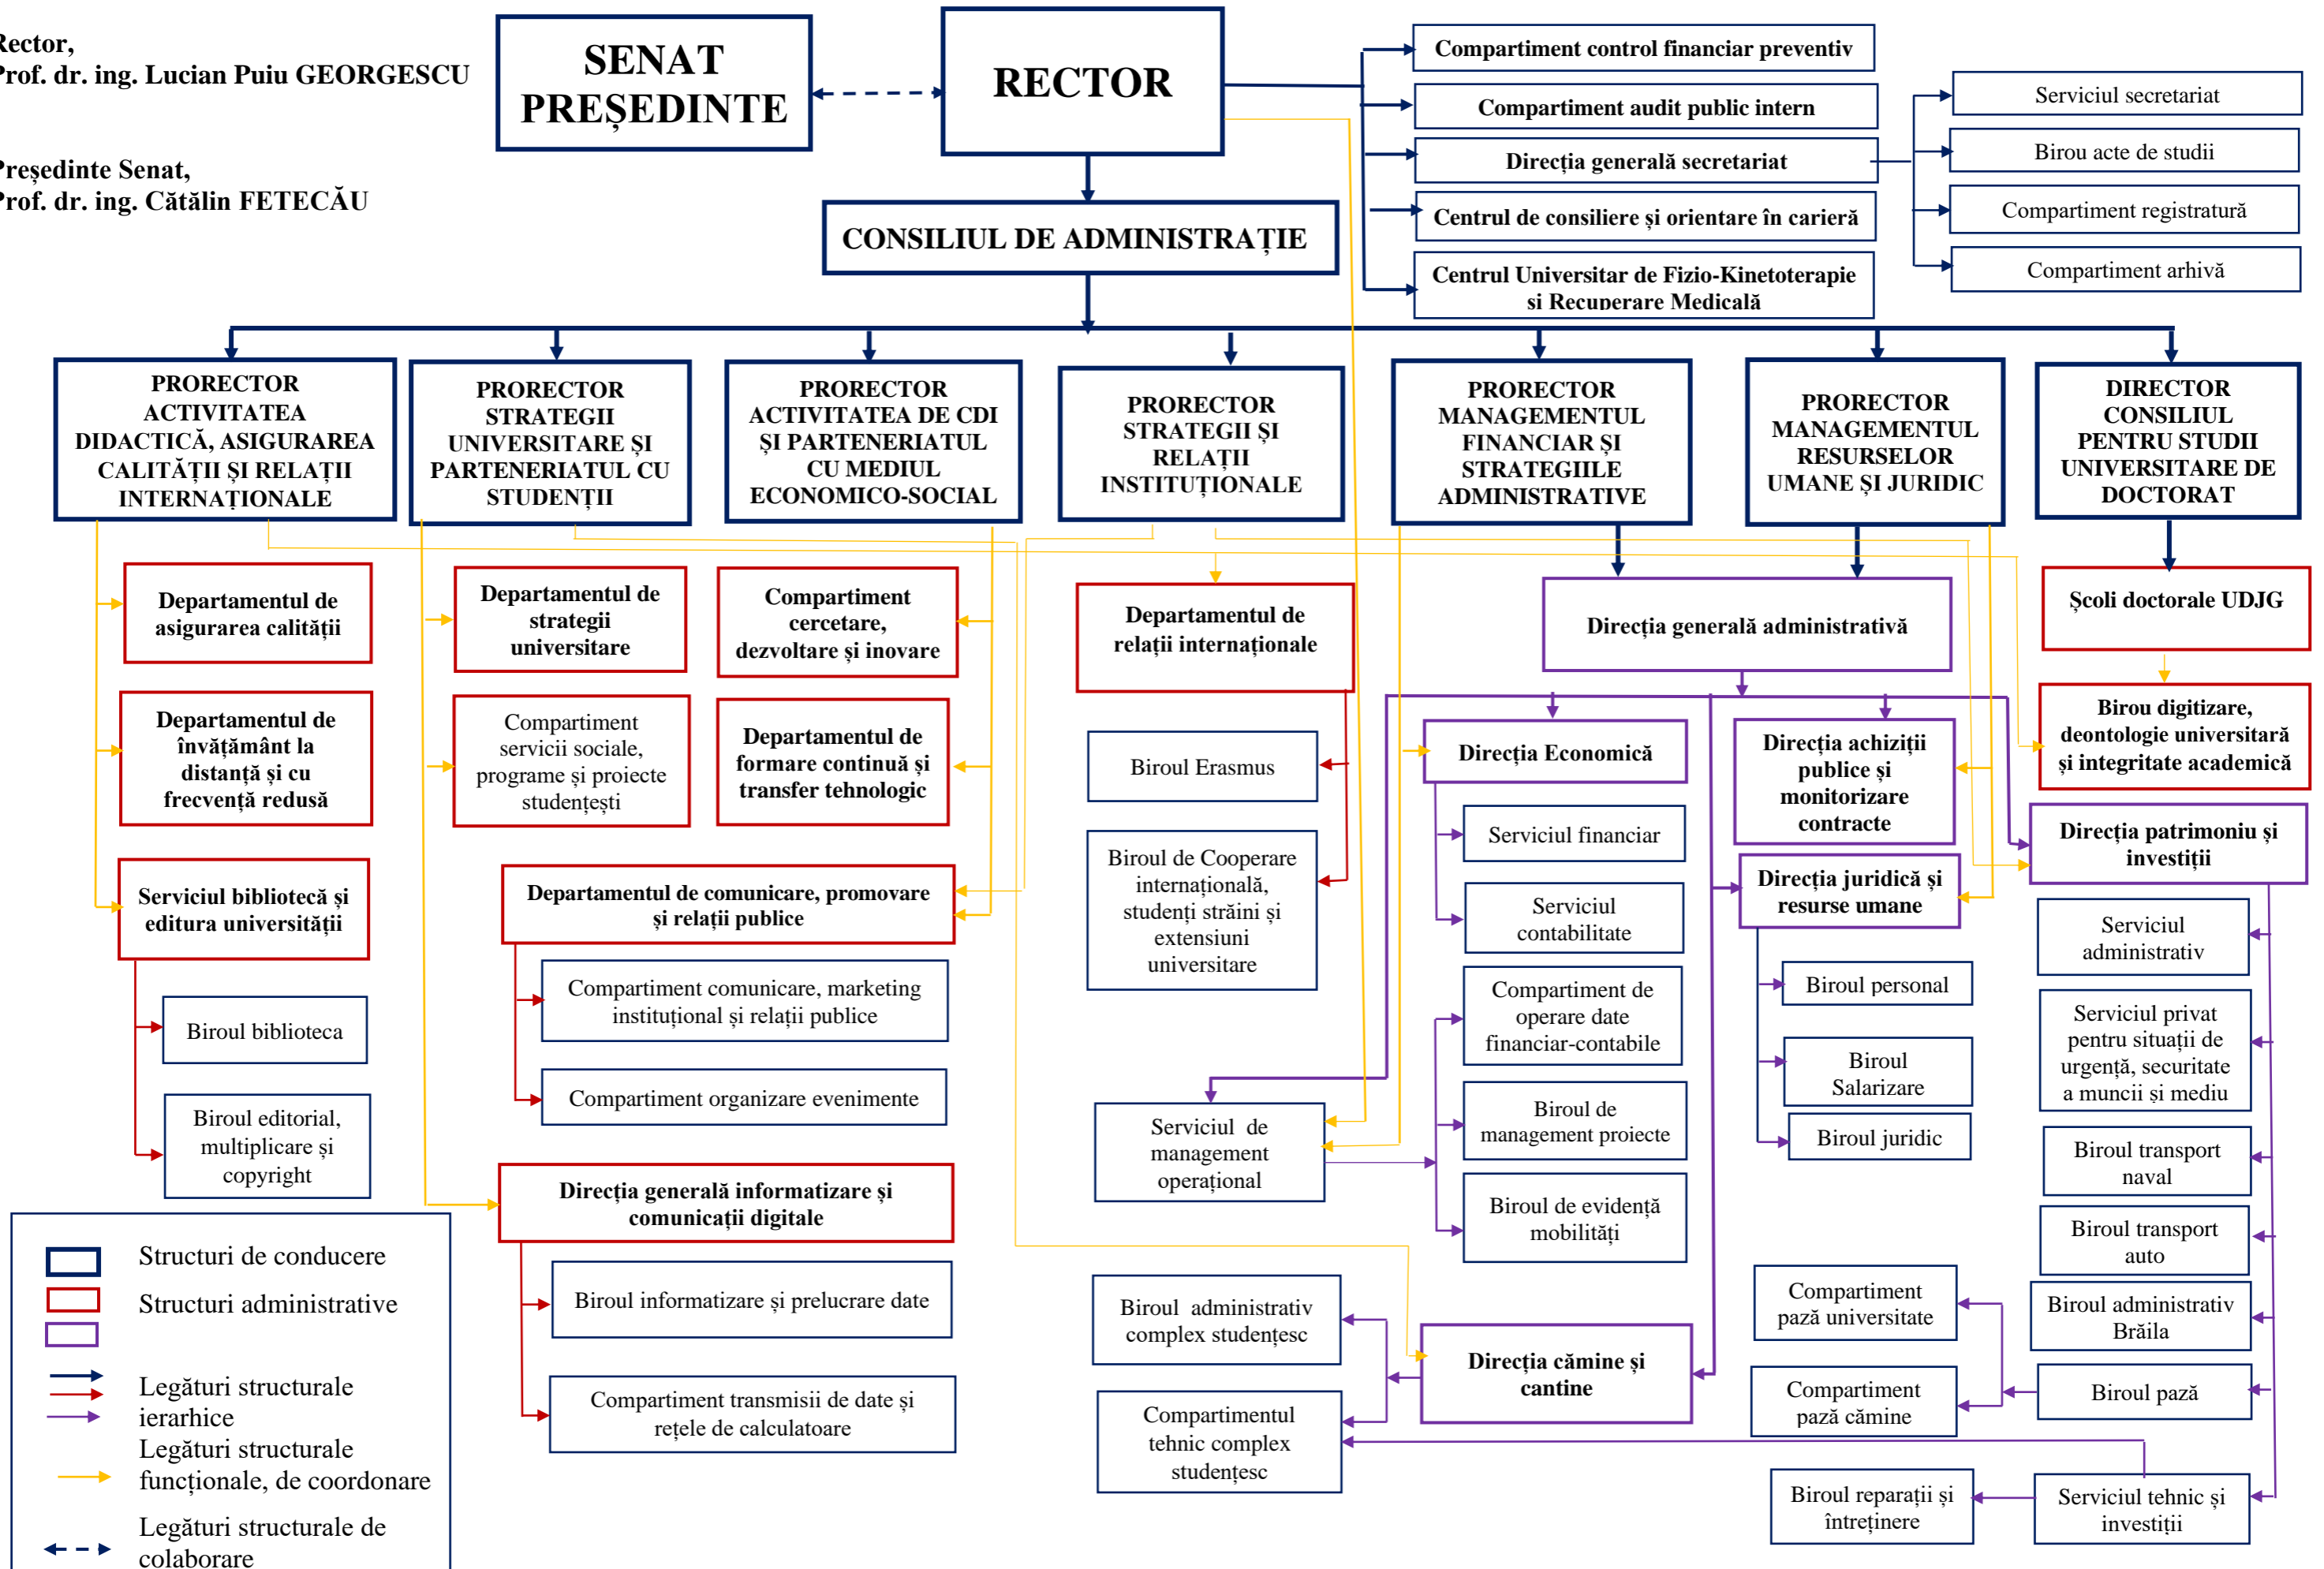 Rector,
Prof. dr. ing. Lucian Puiu GEORGESCU
Președinte Senat,
Prof. dr. ing. Cătălin FETECĂU
SENAT
PREȘEDINTE
RECTOR
CONSILIUL DE ADMINISTRAȚIE
Compartiment control financiar preventiv
Compartiment audit public intern
Direcția generală secretariat
Centrul de consiliere și orientare în carieră
Centrul Universitar de Fizio-Kinetoterapie
si Recuperare Medicală
Serviciul secretariat
Birou acte de studii
Compartiment registratură
Compartiment arhivă
PRORECTOR
ACTIVITATEA
DIDACTICĂ, ASIGURAREA
CALITĂȚII ȘI RELAȚII
INTERNAȚIONALE
PRORECTOR
STRATEGII
UNIVERSITARE ȘI
PARTENERIATUL CU
STUDENȚII
PRORECTOR
ACTIVITATEA DE CDI
ȘI PARTENERIATUL
CU MEDIUL
ECONOMICO-SOCIAL
PRORECTOR
STRATEGII ȘI
RELAȚII
INSTITUȚIONALE
PRORECTOR
MANAGEMENTUL
FINANCIAR ȘI
STRATEGIILE
ADMINISTRATIVE
PRORECTOR
MANAGEMENTUL
RESURSELOR
UMANE ȘI JURIDIC
DIRECTOR
CONSILIUL
PENTRU STUDII
UNIVERSITARE DE
DOCTORAT
Departamentul de
asigurarea calității
Departamentul de
învățământ la
distanță și cu
frecvență redusă
Serviciul bibliotecă și
editura universității
Biroul biblioteca
Biroul editorial,
multiplicare și
copyright
Departamentul de
strategii
universitare
Compartiment
servicii sociale,
programe și proiecte
studențești
Compartiment
cercetare,
dezvoltare și inovare
Departamentul de
formare continuă și
transfer tehnologic
Departamentul de comunicare, promovare
și relații publice
Compartiment comunicare, marketing
instituțional și relații publice
Compartiment organizare evenimente
Direcția generală informatizare și
comunicații digitale
Biroul informatizare și prelucrare date
Compartiment transmisii de date și
rețele de calculatoare
Departamentul de
relații internaționale
Biroul Erasmus
Biroul de Cooperare
internațională,
studenți străini și
extensiuni
universitare
Serviciul de
management
operațional
Biroul administrativ
complex studențesc
Compartimentul
tehnic complex
studențesc
Direcția generală administrativă
Direcția Economică
Serviciul financiar
Serviciul
contabilitate
Compartiment de
operare date
financiar-contabile
Biroul de
management proiecte
Biroul de evidență
mobilități
Direcția cămine și
cantine
Direcția achiziții
publice și
monitorizare
contracte
Direcția juridică și
resurse umane
Biroul personal
Biroul
Salarizare
Biroul juridic
Compartiment
pază universitate
Compartiment
pază cămine
Biroul reparații și
întreținere
Școli doctorale UDJG
Birou digitizare,
deontologie universitară
și integritate academică
Direcția patrimoniu și
investiții
Serviciul
administrativ
Serviciul privat
pentru situații de
urgență, securitate
a muncii și mediu
Biroul transport
naval
Biroul transport
auto
Biroul administrativ
Brăila
Biroul pază
Serviciul tehnic și
investiții
Structuri de conducere
Structuri administrative
Legături structurale
ierarhice
Legături structurale
funcționale, de coordonare
Legături structurale de
colaborare